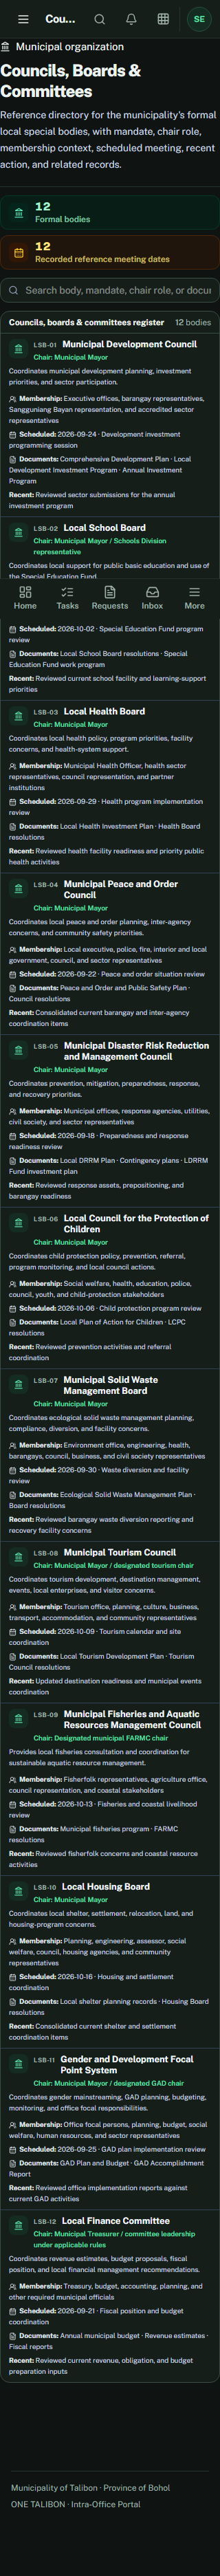 Cou...
SE
Municipal organization
Councils, Boards &
Committees
Reference directory for the municipality's formal
local special bodies, with mandate, chair role,
membership context, scheduled meeting, recent
action, and related records.
12
Formal bodies
12
Recorded reference meeting dates
Search body, mandate, chair role, or docu
Councils, boards & committees register 12 bodies
LSB-01 Municipal Development Council
Chair: Municipal Mayor
Coordinates municipal development planning, investment
priorities, and sector participation.
Membership: Executive offices, barangay representatives,
Sangguniang Bayan representation, and accredited sector
representatives
Scheduled: 2026-09-24 · Development investment
programming session
Documents: Comprehensive Development Plan · Local
Development Investment Program · Annual Investment
Program
Recent: Reviewed sector submissions for the annual
investment program
LSB-02 Local School Board
Chair: Municipal Mayor / Schools Division
representative
Coordinates local support for public basic education and use of
the Special Education Fund.
Home Tasks Requests Inbox More
Scheduled: 2026-10-02 · Special Education Fund program
review
Documents: Local School Board resolutions · Special
Education Fund work program
Recent: Reviewed current school facility and learning-support
priorities
LSB-03 Local Health Board
Chair: Municipal Mayor
Coordinates local health policy, program priorities, facility
concerns, and health-system support.
Membership: Municipal Health Officer, health sector
representatives, council representation, and partner
institutions
Scheduled: 2026-09-29 · Health program implementation
review
Documents: Local Health Investment Plan · Health Board
resolutions
Recent: Reviewed health facility readiness and priority public
health activities
LSB-04 Municipal Peace and Order
Council
Chair: Municipal Mayor
Coordinates local peace and order planning, inter-agency
concerns, and community safety priorities.
Membership: Local executive, police, fire, interior and local
government, council, and sector representatives
Scheduled: 2026-09-22 · Peace and order situation review
Documents: Peace and Order and Public Safety Plan ·
Council resolutions
Recent: Consolidated current barangay and inter-agency
coordination items
LSB-05 Municipal Disaster Risk Reduction
and Management Council
Chair: Municipal Mayor
Coordinates prevention, mitigation, preparedness, response,
and recovery priorities.
Membership: Municipal offices, response agencies, utilities,
civil society, and sector representatives
Scheduled: 2026-09-18 · Preparedness and response
readiness review
Documents: Local DRRM Plan · Contingency plans · LDRRM
Fund investment plan
Recent: Reviewed response assets, prepositioning, and
barangay readiness
LSB-06 Local Council for the Protection of
Children
Chair: Municipal Mayor
Coordinates child protection policy, prevention, referral,
program monitoring, and local council actions.
Membership: Social welfare, health, education, police,
council, youth, and child-protection stakeholders
Scheduled: 2026-10-06 · Child protection program review
Documents: Local Plan of Action for Children · LCPC
resolutions
Recent: Reviewed prevention activities and referral
coordination
LSB-07 Municipal Solid Waste
Management Board
Chair: Municipal Mayor
Coordinates ecological solid waste management planning,
compliance, diversion, and facility concerns.
Membership: Environment office, engineering, health,
barangays, council, business, and civil society representatives
Scheduled: 2026-09-30 · Waste diversion and facility
review
Documents: Ecological Solid Waste Management Plan ·
Board resolutions
Recent: Reviewed barangay waste diversion reporting and
recovery facility concerns
LSB-08 Municipal Tourism Council
Chair: Municipal Mayor / designated tourism chair
Coordinates tourism development, destination management,
events, local enterprises, and visitor concerns.
Membership: Tourism office, planning, culture, business,
transport, accommodation, and community representatives
Scheduled: 2026-10-09 · Tourism calendar and site
coordination
Documents: Local Tourism Development Plan · Tourism
Council resolutions
Recent: Updated destination readiness and municipal events
coordination
LSB-09 Municipal Fisheries and Aquatic
Resources Management Council
Chair: Designated municipal FARMC chair
Provides local fisheries consultation and coordination for
sustainable aquatic resource management.
Membership: Fisherfolk representatives, agriculture office,
council representation, and coastal stakeholders
Scheduled: 2026-10-13 · Fisheries and coastal livelihood
review
Documents: Municipal fisheries program · FARMC
resolutions
Recent: Reviewed fisherfolk concerns and coastal resource
activities
LSB-10 Local Housing Board
Chair: Municipal Mayor
Coordinates local shelter, settlement, relocation, land, and
housing-program concerns.
Membership: Planning, engineering, assessor, social
welfare, council, housing agencies, and community
representatives
Scheduled: 2026-10-16 · Housing and settlement
coordination
Documents: Local shelter planning records · Housing Board
resolutions
Recent: Consolidated current shelter and settlement
coordination items
LSB-11 Gender and Development Focal
Point System
Chair: Municipal Mayor / designated GAD chair
Coordinates gender mainstreaming, GAD planning, budgeting,
monitoring, and office focal responsibilities.
Membership: Office focal persons, planning, budget, social
welfare, human resources, and sector representatives
Scheduled: 2026-09-25 · GAD plan implementation review
Documents: GAD Plan and Budget · GAD Accomplishment
Report
Recent: Reviewed office implementation reports against
current GAD activities
LSB-12 Local Finance Committee
Chair: Municipal Treasurer / committee leadership
under applicable rules
Coordinates revenue estimates, budget proposals, fiscal
position, and local financial management recommendations.
Membership: Treasury, budget, accounting, planning, and
other required municipal officials
Scheduled: 2026-09-21 · Fiscal position and budget
coordination
Documents: Annual municipal budget · Revenue estimates ·
Fiscal reports
Recent: Reviewed current revenue, obligation, and budget
preparation inputs
Municipality of Talibon · Province of Bohol
ONE TALIBON · Intra-Office Portal